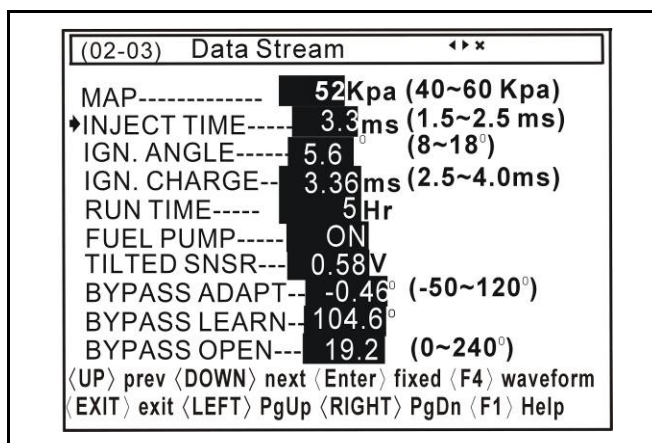 (02-03) Data Stream ◂ ▸ ×
MAP------------- 52Kpa (40~60 Kpa)
➧INJECT TIME----- 3.3ms (1.5~2.5 ms)
IGN. ANGLE----- 5.6° (8~18°)
IGN. CHARGE-- 3.36ms (2.5~4.0ms)
RUN TIME----- 5Hr
FUEL PUMP----- ON
TILTED SNSR--- 0.58V
BYPASS ADAPT-- -0.46° (-50~120°)
BYPASS LEARN-- 104.6°
BYPASS OPEN--- 19.2 (0~240°)
〈UP〉 prev 〈DOWN〉 next 〈Enter〉 fixed 〈F4〉 waveform
〈EXIT〉 exit 〈LEFT〉 PgUp 〈RIGHT〉 PgDn 〈F1〉 Help